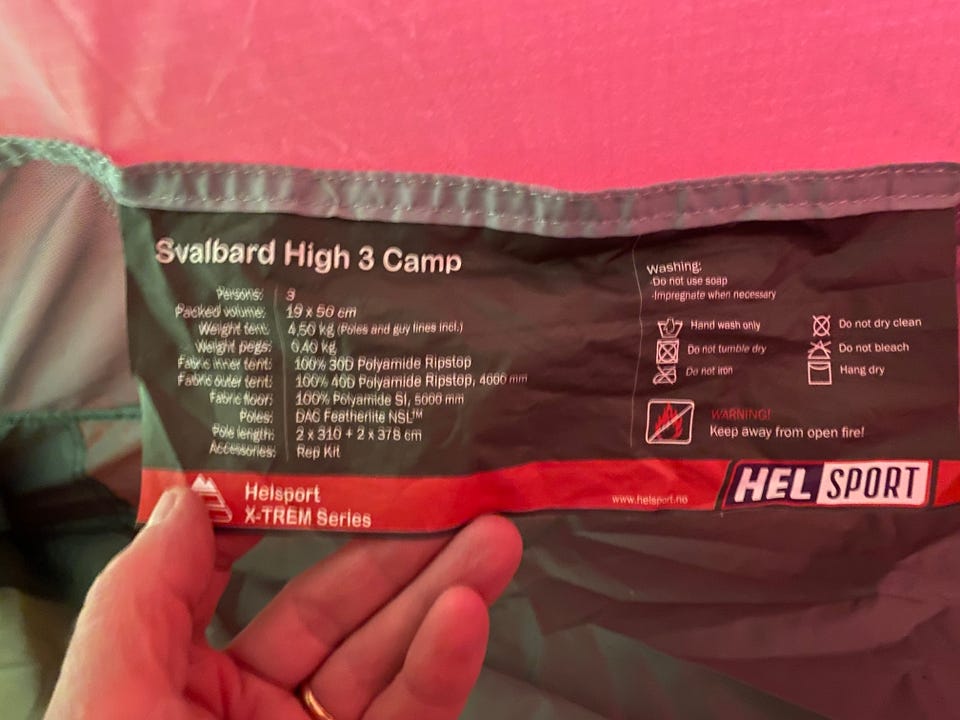 Svalbard High 3 Camp
Persons: 3
Packed volume: 19 x 50 cm
Weight tent: 4,50 kg (Poles and guy lines incl.)
Weight pegs: 0,40 kg
Fabric inner tent: 100% 30D Polyamide Ripstop
Fabric outer tent: 100% 40D Polyamide Ripstop, 4000 mm
Fabric floor: 100% Polyamide SI, 5000 mm
Poles: DAC Featherlite NSL™
Pole length: 2 x 310 + 2 x 378 cm
Accessories: Rep Kit
Washing:
-Do not use soap
-Impregnate when necessary
Hand wash only
Do not tumble dry
Do not iron
Do not dry clean
Do not bleach
Hang dry
WARNING!
Keep away from open fire!
Helsport
X-TREM Series
www.helsport.no
HELSPORT